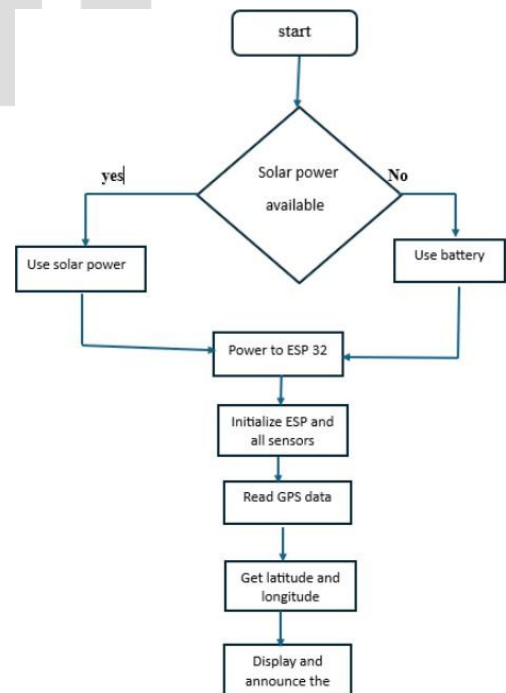 start
Solar power
available
yes
No
Use solar power
Use battery
Power to ESP 32
Initialize ESP and
all sensors
Read GPS data
Get latitude and
longitude
Display and
announce the